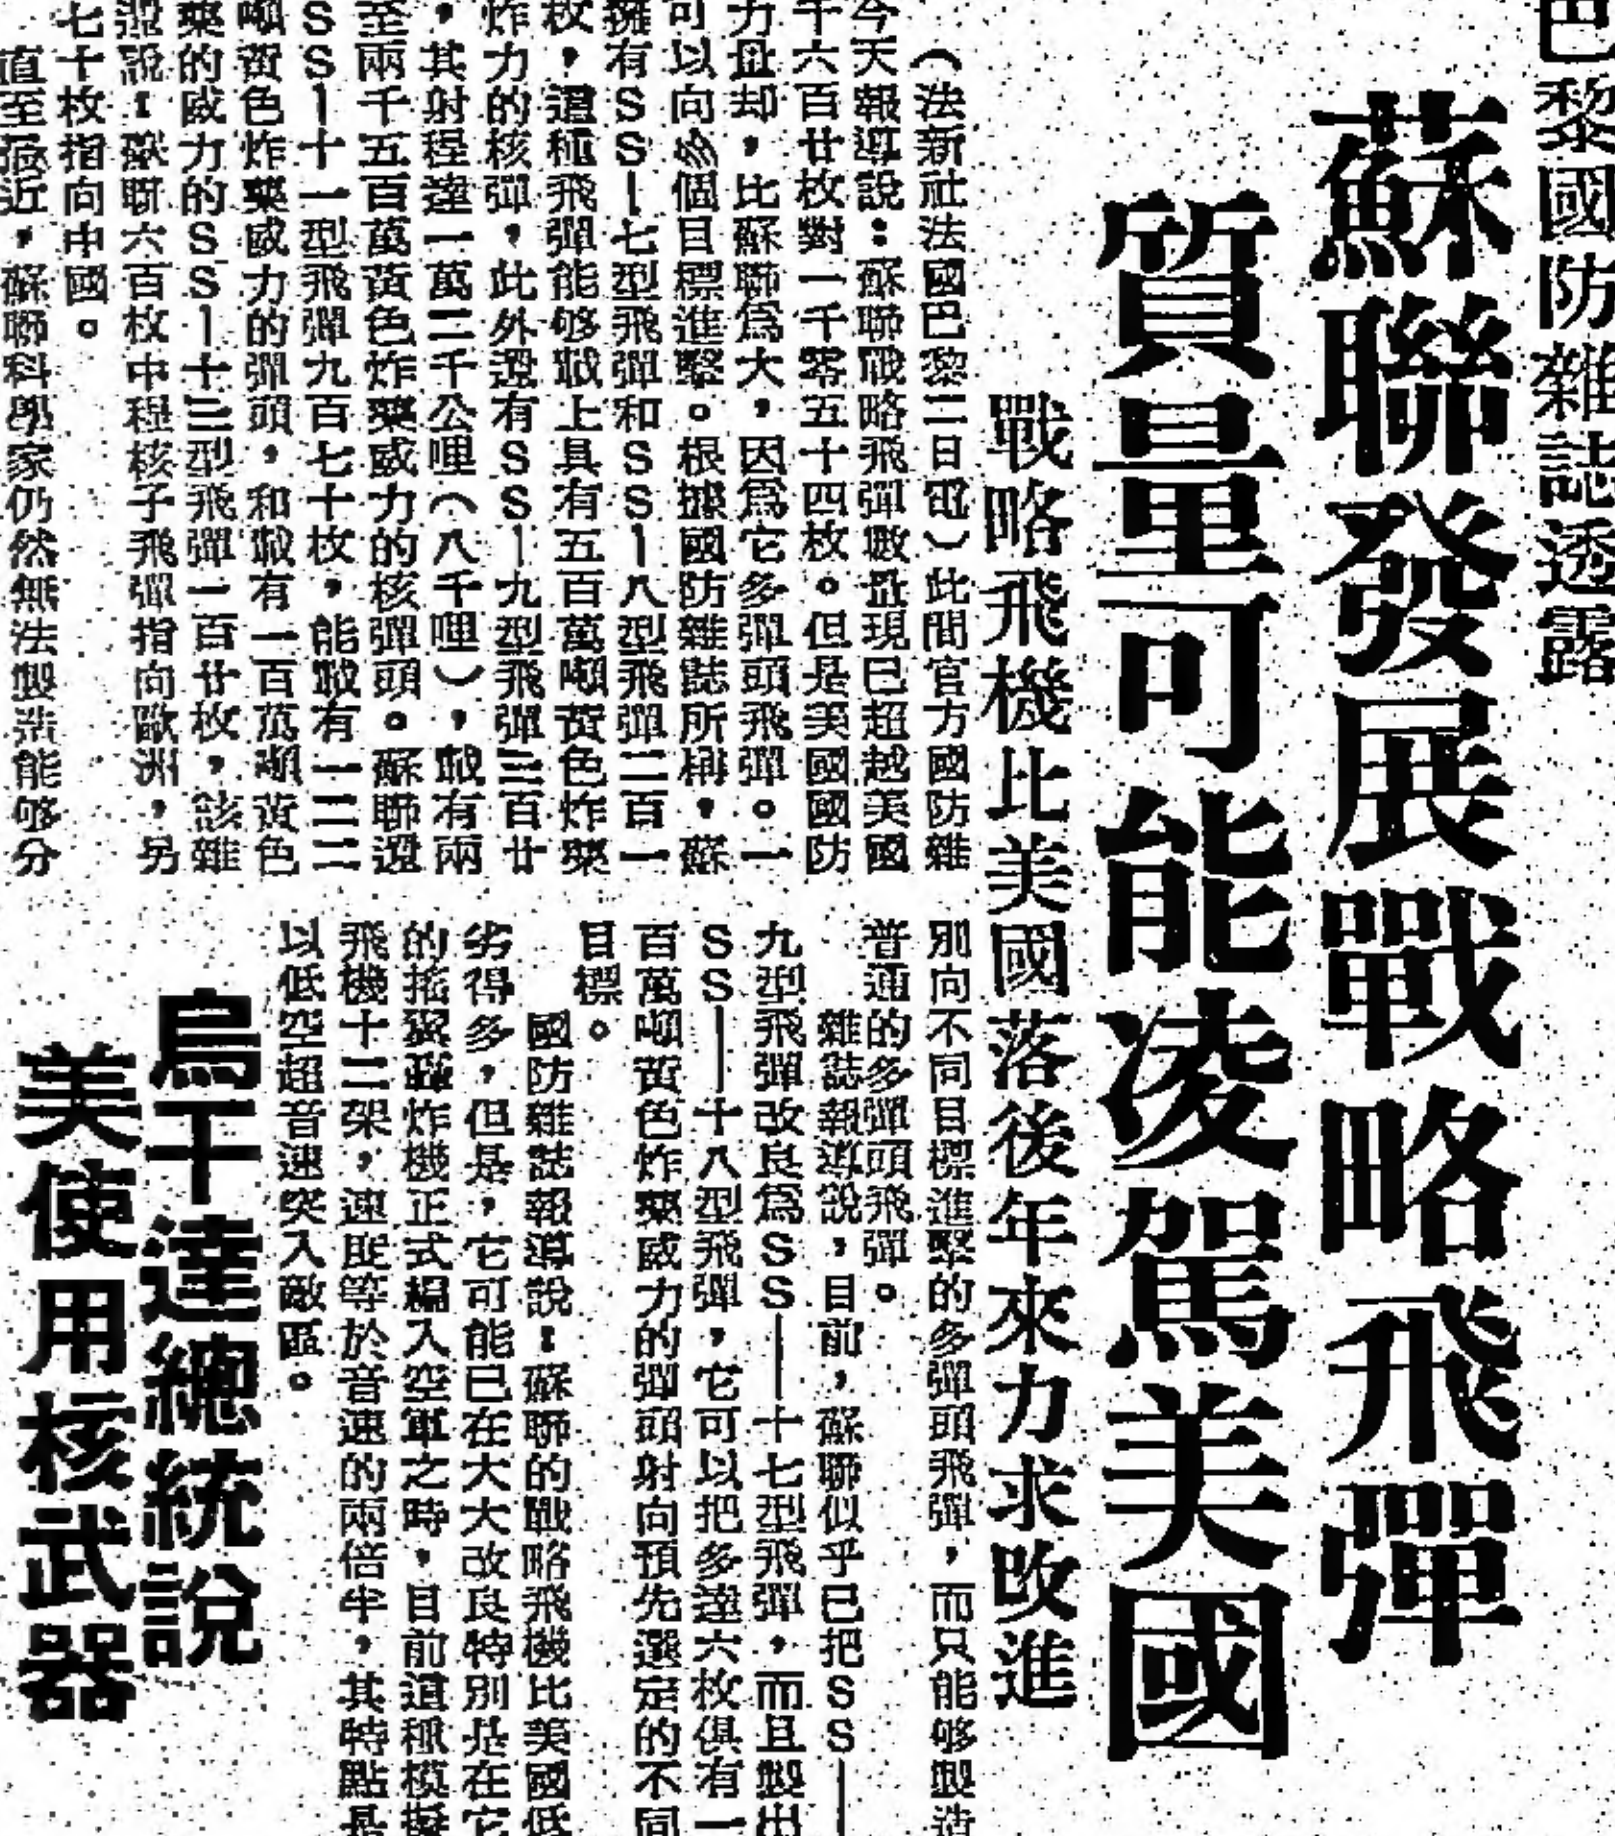 巴黎國防雜誌透露
蘇聯發展戰略飛彈
質量可能凌駕美國
戰略飛機比美國落後年來力求改進
（法新社法國巴黎二日電）此間官方國防雜
今天報導說：蘇聯戰略飛彈數量現已超越美國
千六百廿枚對一千零五十四枚。但是美國國防
力量却，比蘇聯爲大，因爲它多彈頭飛彈。一
可以向多個目標進擊。根據國防雜誌所稱，蘇
擁有SS—七型飛彈和SS—八型飛彈二百一
枚，這種飛彈能够戴上具有五百萬噸黃色炸藥
炸力的核彈，此外還有SS—九型飛彈三百廿
，其射程達一萬二千公哩（八千哩），戴有兩
至兩千五百萬黃色炸藥威力的核彈頭。蘇聯還
SS—十一型飛彈九百七十枚，能戴有一二二
噸黃色炸藥威力的彈頭，和戴有一百萬噸黃色
藥的威力的SS—十三型飛彈一百廿枚，該雜
誌說：蘇聯六百枚中程核子飛彈指向歐洲，另
七十枚指向中國。
直至最近，蘇聯科學家仍然無法製造能够分
別向不同目標進擊的多彈頭飛彈，而只能够製造
普通的多彈頭飛彈。
雜誌報導說，目前，蘇聯似乎已把SS—
九型飛彈改良爲SS—十七型飛彈，而且製出
SS—十八型飛彈，它可以把多達六枚俱有一
百萬噸黃色炸藥威力的彈頭射向預先選定的不同
目標。
國防雜誌報導說：蘇聯的戰略飛機比美國低
劣得多，但是，它可能已在大大改良特別是在它
的搖翼轟炸機正式編入空軍之時，目前這種模擬
飛機十二架，速度等於音速的兩倍半，其特點是
以低空超音速突入敵區。
烏干達總統說
美使用核武器